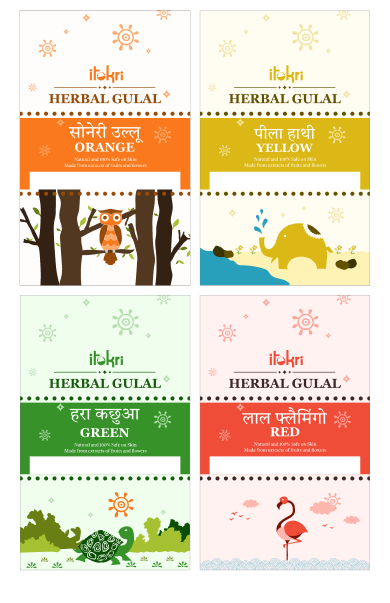 itokri
HERBAL GULAL
सोनेरी उल्लू
ORANGE
Natural and 100% Safe on Skin
Made from extracts of fruits and flowers
itokri
HERBAL GULAL
पीला हाथी
YELLOW
Natural and 100% Safe on Skin
Made from extracts of fruits and flowers
itokri
HERBAL GULAL
हरा कछुआ
GREEN
Natural and 100% Safe on Skin
Made from extracts of fruits and flowers
itokri
HERBAL GULAL
लाल फ्लैमिंगो
RED
Natural and 100% Safe on Skin
Made from extracts of fruits and flowers